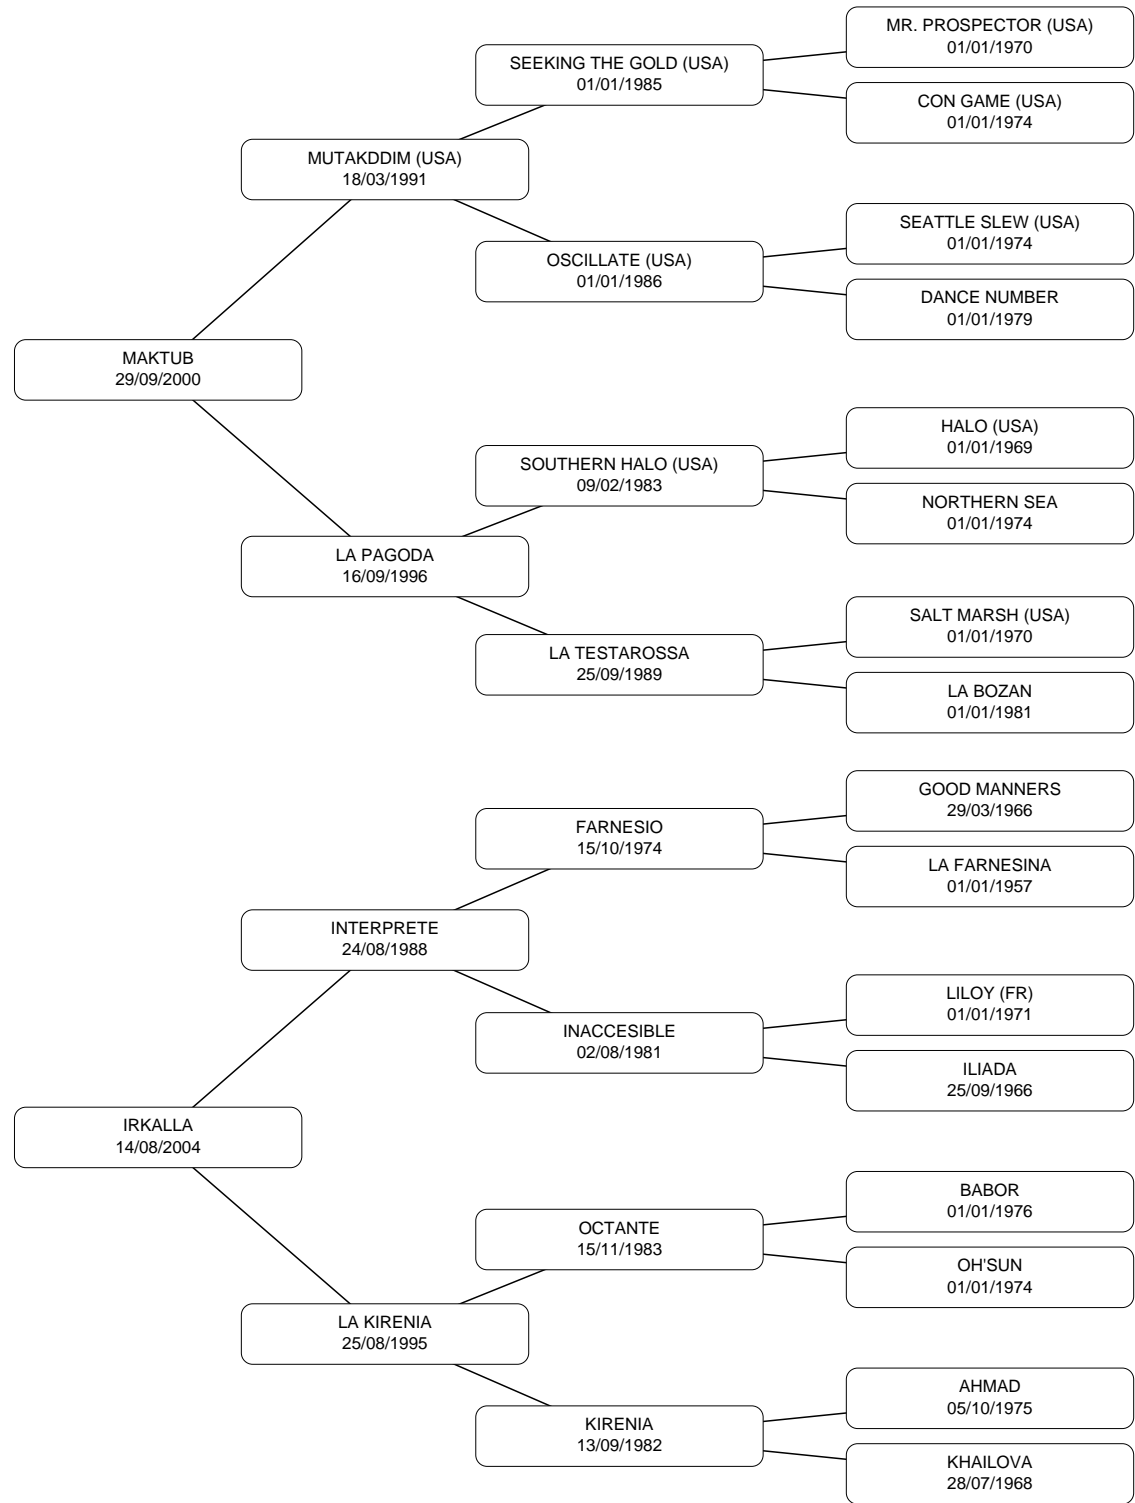 MR. PROSPECTOR (USA)
01/01/1970
SEEKING THE GOLD (USA)
01/01/1985
CON GAME (USA)
01/01/1974
MUTAKDDIM (USA)
18/03/1991
SEATTLE SLEW (USA)
01/01/1974
OSCILLATE (USA)
01/01/1986
DANCE NUMBER
01/01/1979
MAKTUB
29/09/2000
HALO (USA)
01/01/1969
SOUTHERN HALO (USA)
09/02/1983
NORTHERN SEA
01/01/1974
LA PAGODA
16/09/1996
SALT MARSH (USA)
01/01/1970
LA TESTAROSSA
25/09/1989
LA BOZAN
01/01/1981
GOOD MANNERS
29/03/1966
FARNESIO
15/10/1974
LA FARNESINA
01/01/1957
INTERPRETE
24/08/1988
LILOY (FR)
01/01/1971
INACCESIBLE
02/08/1981
ILIADA
25/09/1966
IRKALLA
14/08/2004
BABOR
01/01/1976
OCTANTE
15/11/1983
OH'SUN
01/01/1974
LA KIRENIA
25/08/1995
AHMAD
05/10/1975
KIRENIA
13/09/1982
KHAILOVA
28/07/1968